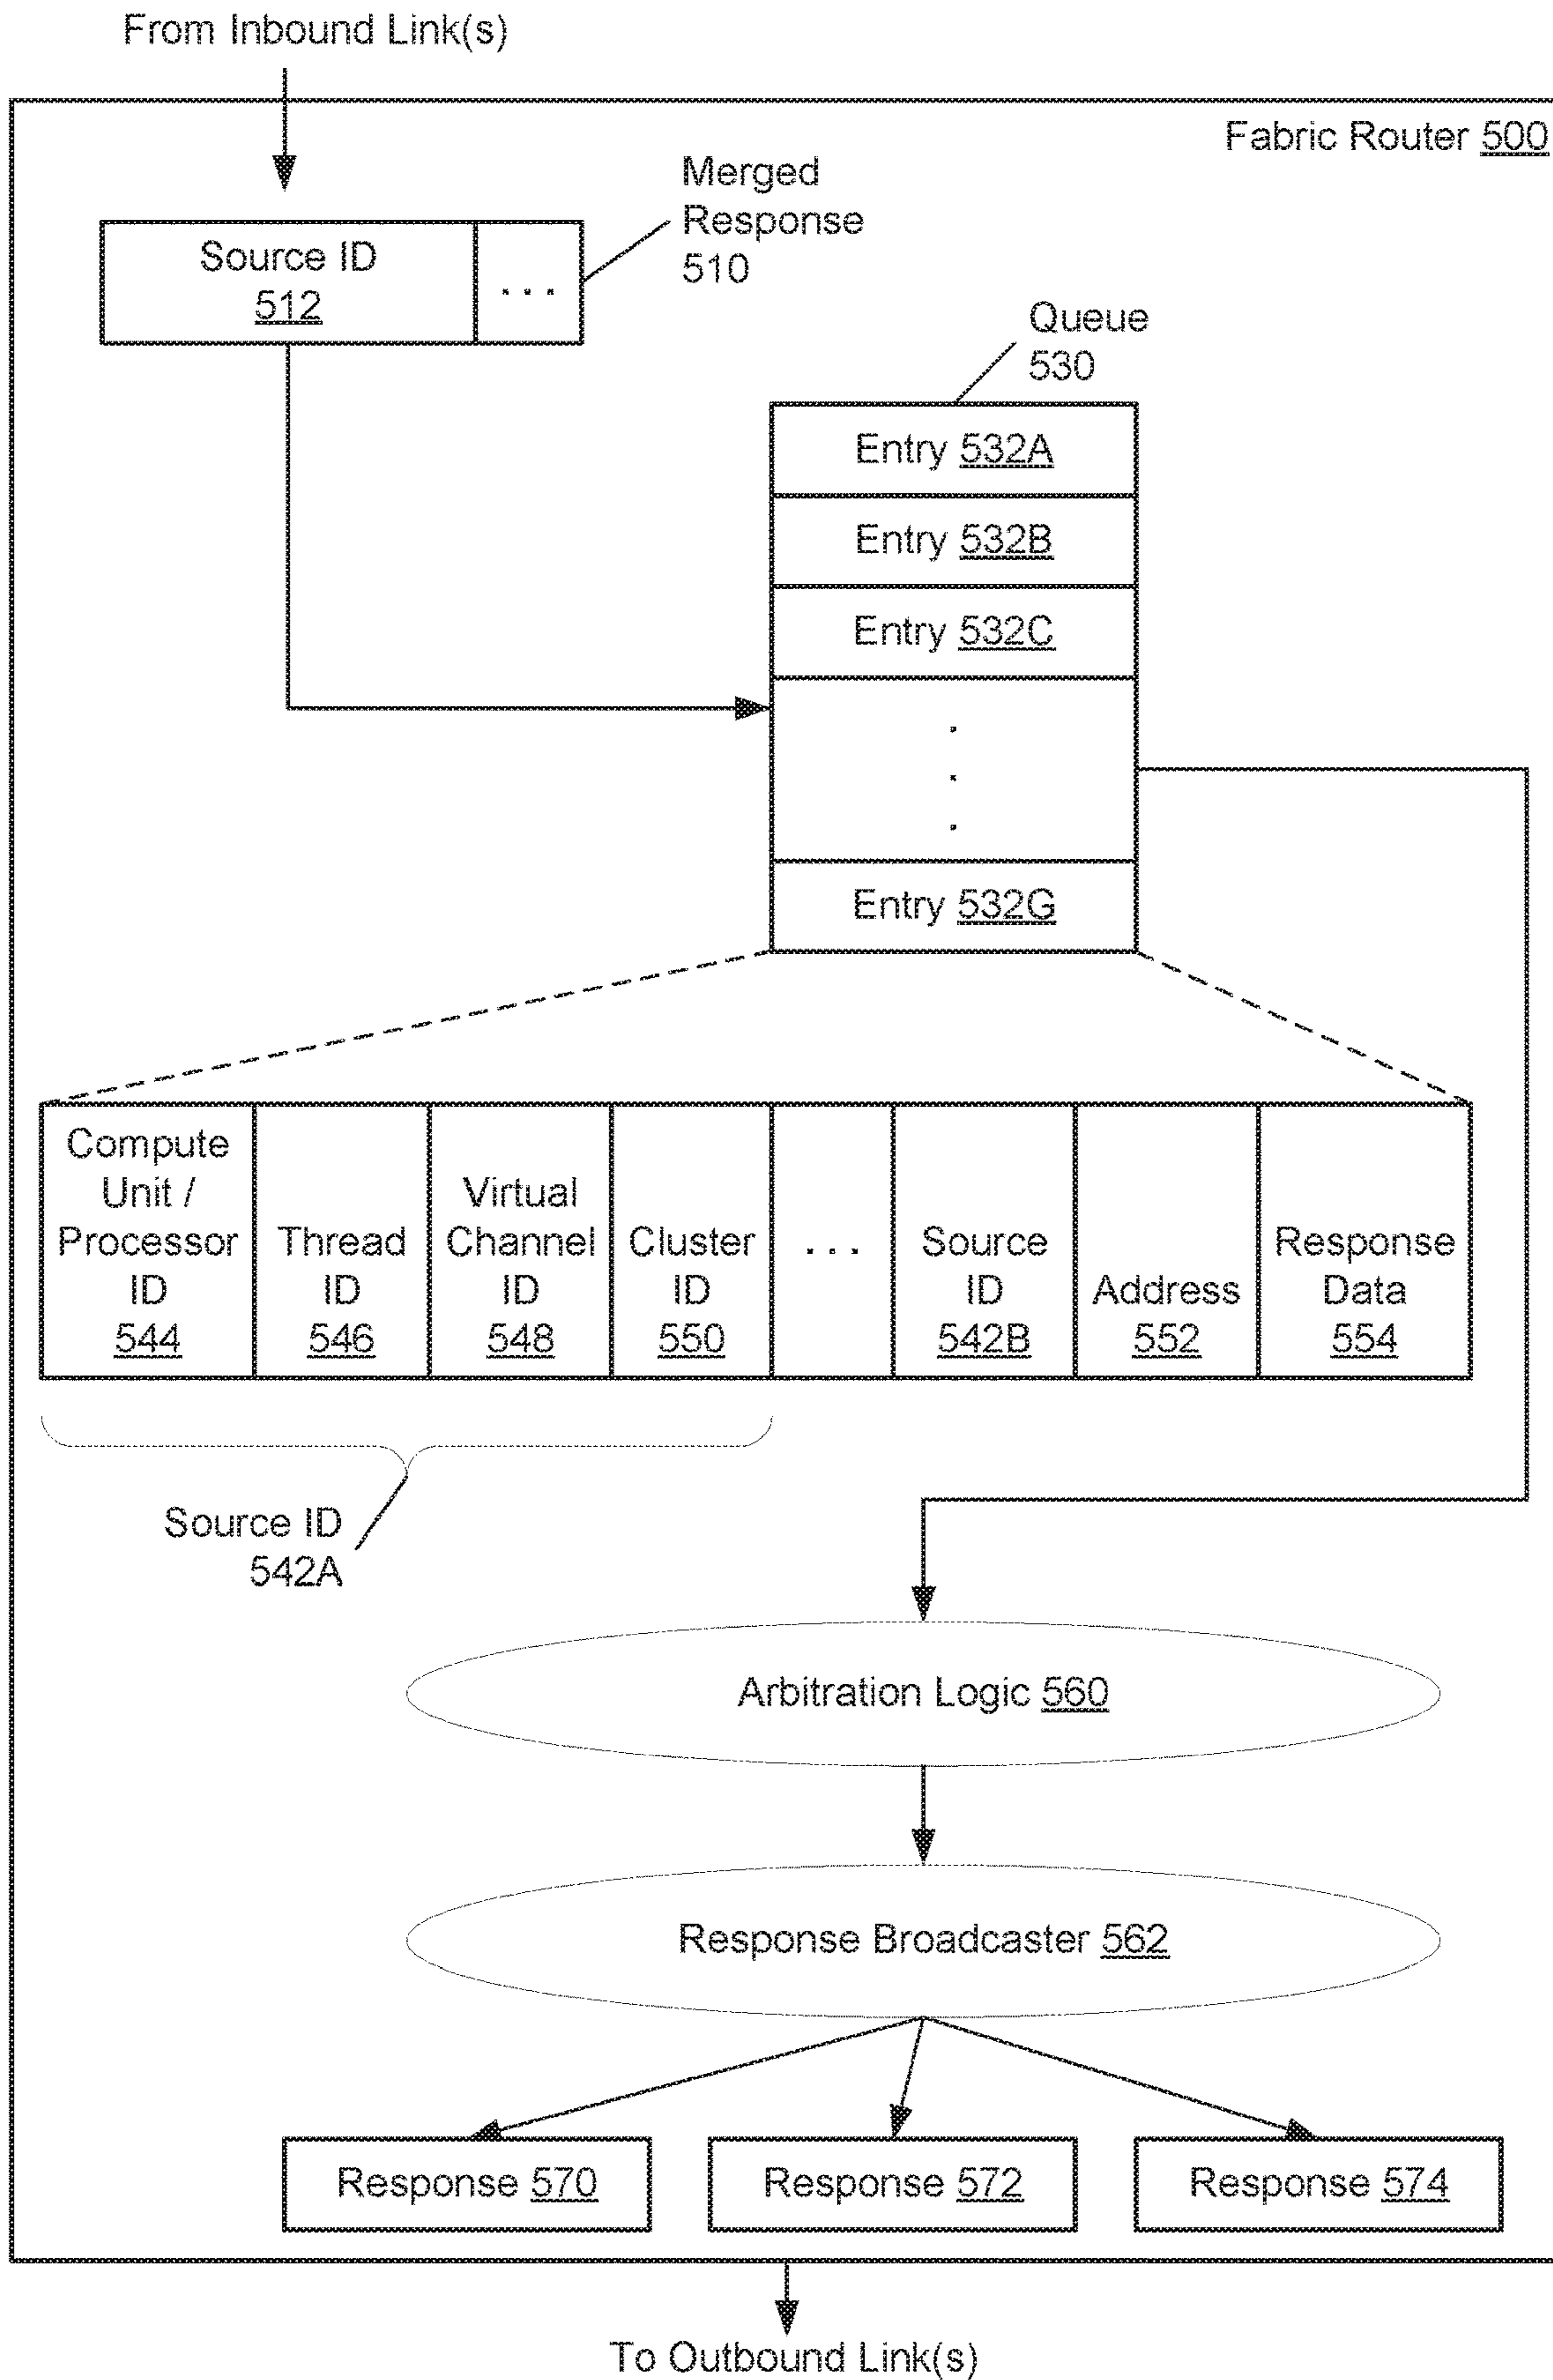 From Inbound Link(s)
Fabric Router 500
Merged
Response
510
Source ID
512
...
Queue
530
Entry 532A
Entry 532B
Entry 532C
.
.
.
Entry 532G
Compute
Unit /
Processor
ID
544
Thread
ID
546
Virtual
Channel
ID
548
Cluster
ID
550
...
Source
ID
542B
Address
552
Response
Data
554
Source ID
542A
Arbitration Logic 560
Response Broadcaster 562
Response 570
Response 572
Response 574
To Outbound Link(s)